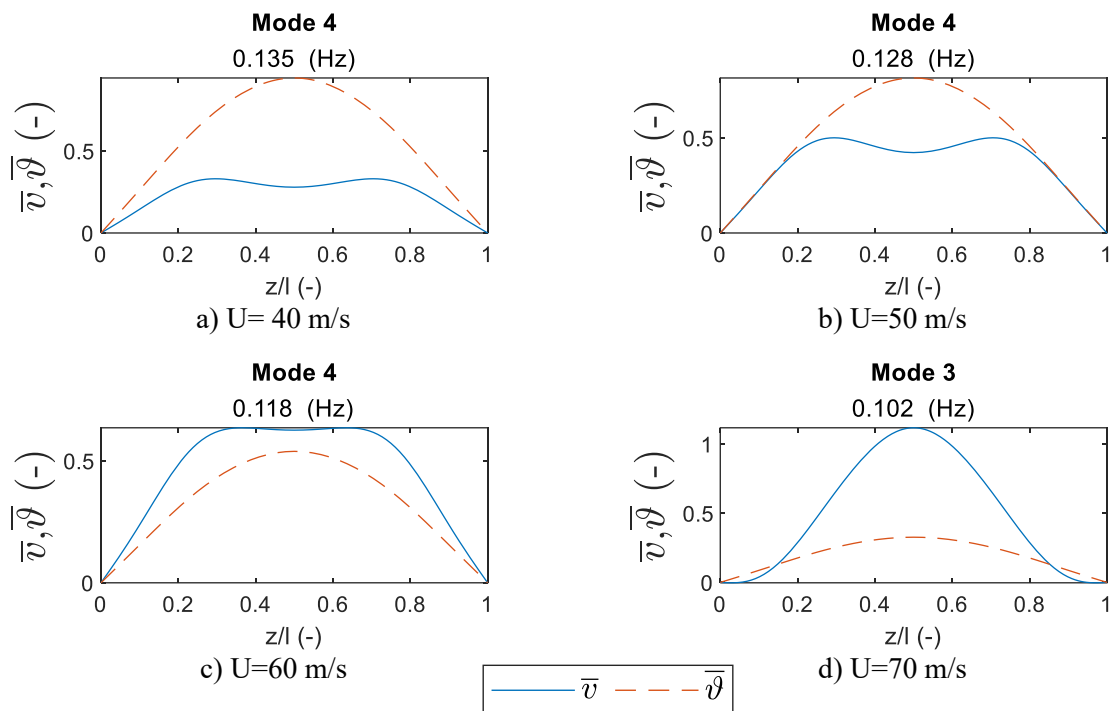 Mode 4
0.135 (Hz)
v̅,ϑ̅ (-)
0.5
0
0 0.2 0.4 0.6 0.8 1
z/l (-)
a) U= 40 m/s
Mode 4
0.128 (Hz)
v̅,ϑ̅ (-)
0.5
0
0 0.2 0.4 0.6 0.8 1
z/l (-)
b) U=50 m/s
Mode 4
0.118 (Hz)
v̅,ϑ̅ (-)
0.5
0
0 0.2 0.4 0.6 0.8 1
z/l (-)
c) U=60 m/s
Mode 3
0.102 (Hz)
v̅,ϑ̅ (-)
1
0.5
0
0 0.2 0.4 0.6 0.8 1
z/l (-)
d) U=70 m/s
v̅ ϑ̅